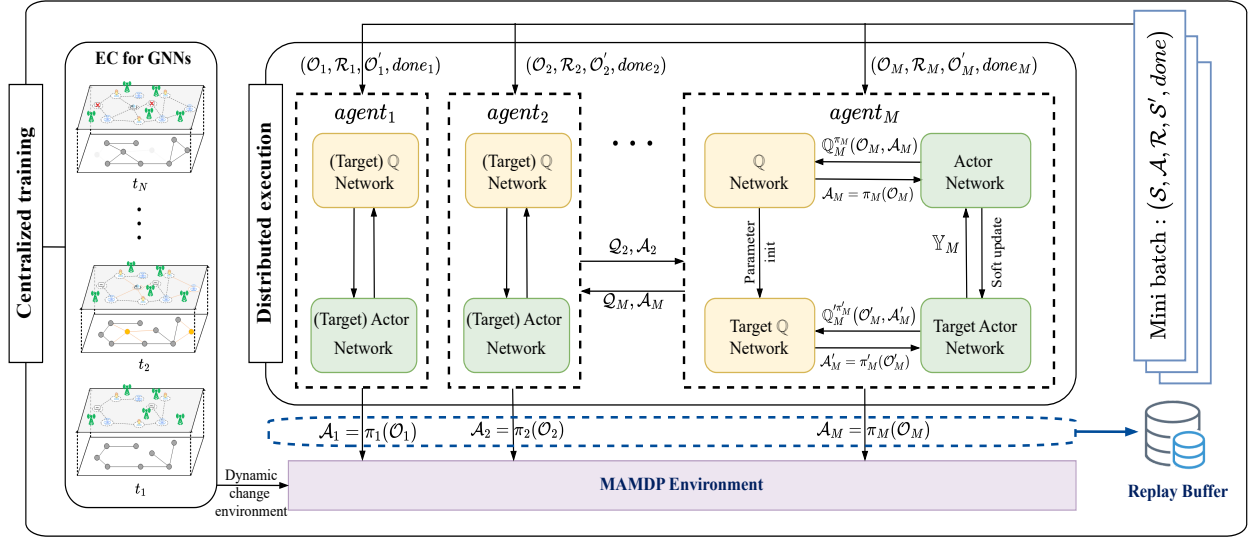 Centralized training
EC for GNNs
t_N
t_2
t_1
Dynamic
change
environment
Distributed execution
(𝒪_1, ℛ_1, 𝒪'_1, done_1)
(𝒪_2, ℛ_2, 𝒪'_2, done_2)
(𝒪_M, ℛ_M, 𝒪'_M, done_M)
agent_1
(Target) ℚ
Network
(Target) Actor
Network
agent_2
(Target) ℚ
Network
(Target) Actor
Network
• • •
𝒬_2, 𝒜_2
𝒬_M, 𝒜_M
agent_M
ℚ
Network
ℚ_M^{π_M}(𝒪_M, 𝒜_M)
𝒜_M = π_M(𝒪_M)
Actor
Network
Parameter
init
𝕐_M
Soft update
Target ℚ
Network
ℚ'_M^{π'_M}(𝒪'_M, 𝒜'_M)
𝒜'_M = π'_M(𝒪'_M)
Target Actor
Network
𝒜_1 = π_1(𝒪_1)
𝒜_2 = π_2(𝒪_2)
𝒜_M = π_M(𝒪_M)
MAMDP Environment
Mini batch : (𝒮, 𝒜, ℛ, 𝒮', done)
Replay Buffer